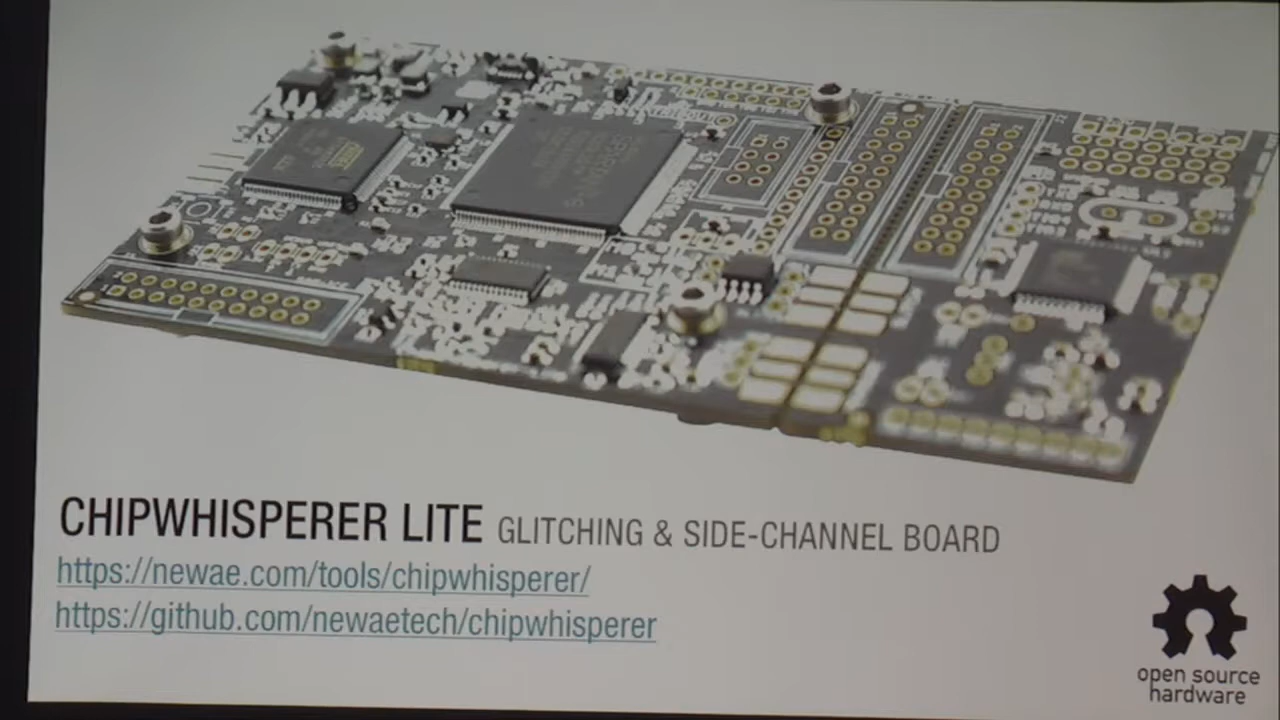 CHIPWHISPERER LITE GLITCHING & SIDE-CHANNEL BOARD
https://newae.com/tools/chipwhisperer/
https://github.com/newaetech/chipwhisperer
open source
hardware